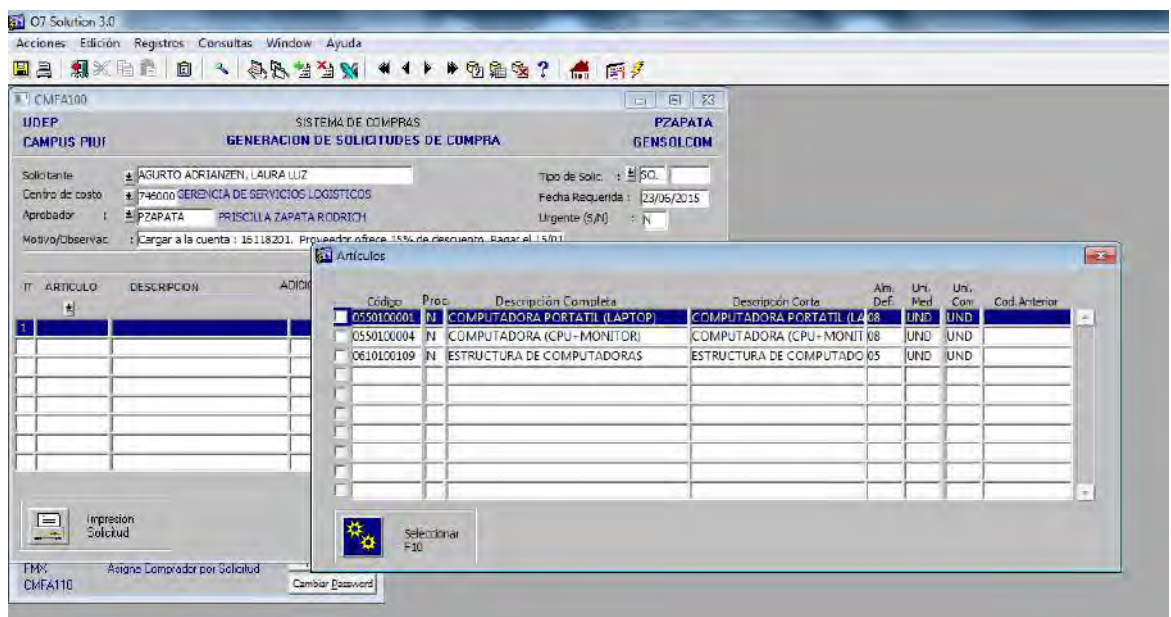 O7 Solution 3.0
Acciones Edición Registros Consultas Window Ayuda
CMFA100
UDEP SISTEMA DE COMPRAS PZAPATA
CAMPUS PIUF GENERACION DE SOLICITUDES DE COMPRA GENSOLCOM
Solicitante AGURTO ADRIANZEN, LAURA LUZ Tipo de Solic. : SO.
Centro de costo 746000 GERENCIA DE SERVICIOS LOGISTICOS Fecha Requerida : 23/06/2015
Aprobador : PZAPATA PRISCILLA ZAPATA RODRICH Urgente (S/N) : N
Motivo/Observac : Cargar a la cuenta : 16118201. Proveedor ofrece 15% de descuento. Pagar el 15/01
IT ARTICULO DESCRIPCION ADICI
1
Artículos
Código Proc. Descripción Completa Descripción Corta Alm. Def. Uni. Med Uni. Com Cod. Anterior
0550100001 N COMPUTADORA PORTATIL (LAPTOP) COMPUTADORA PORTATIL (LA 08 UND UND
0550100004 N COMPUTADORA (CPU+MONITOR) COMPUTADORA (CPU+MONIT 08 UND UND
0610100109 N ESTRUCTURA DE COMPUTADORAS ESTRUCTURA DE COMPUTADO 05 UND UND
Seleccionar
F10
Impresion
Solicitud
FMX Asigna Comprador por Solicitud
CMFA110 Cambiar Password